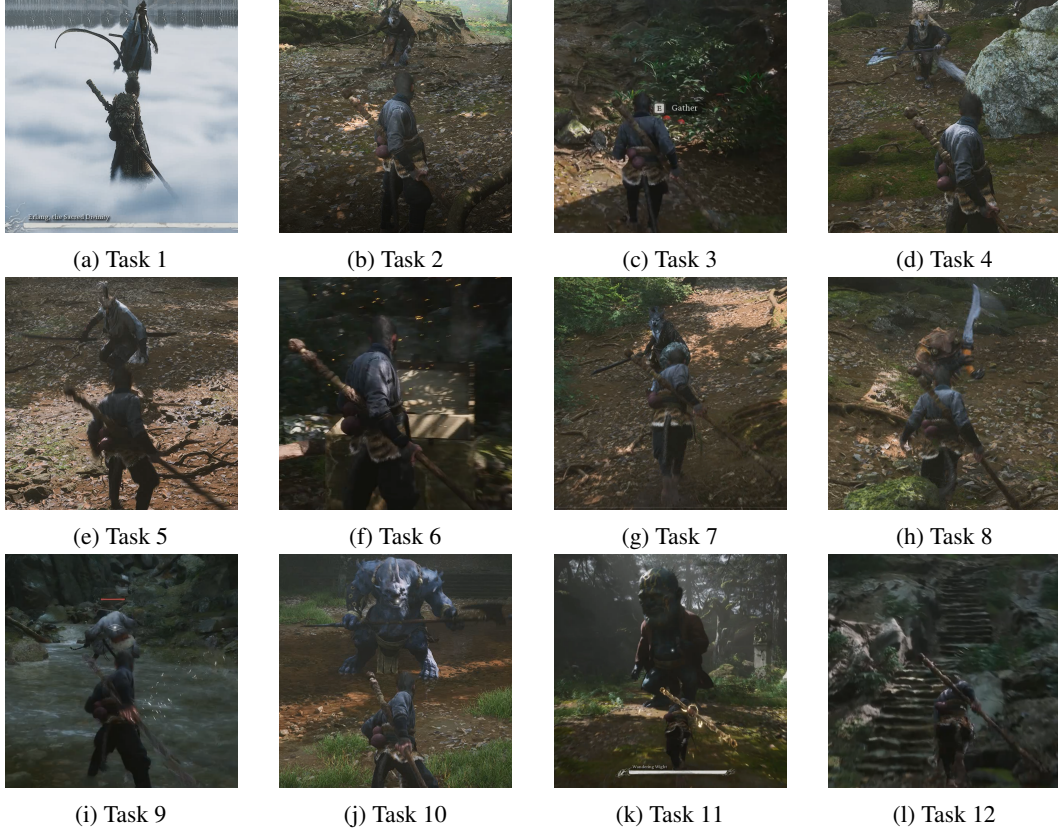 Erlang, the Sacred Divinity
E Gather
(a) Task 1
(b) Task 2
(c) Task 3
(d) Task 4
(e) Task 5
(f) Task 6
(g) Task 7
(h) Task 8
Wandering Wight
(i) Task 9
(j) Task 10
(k) Task 11
(l) Task 12